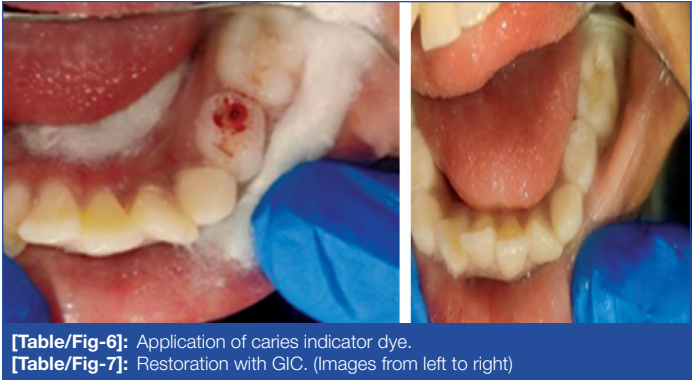 [Table/Fig-6]: Application of caries indicator dye.
[Table/Fig-7]: Restoration with GIC. (Images from left to right)